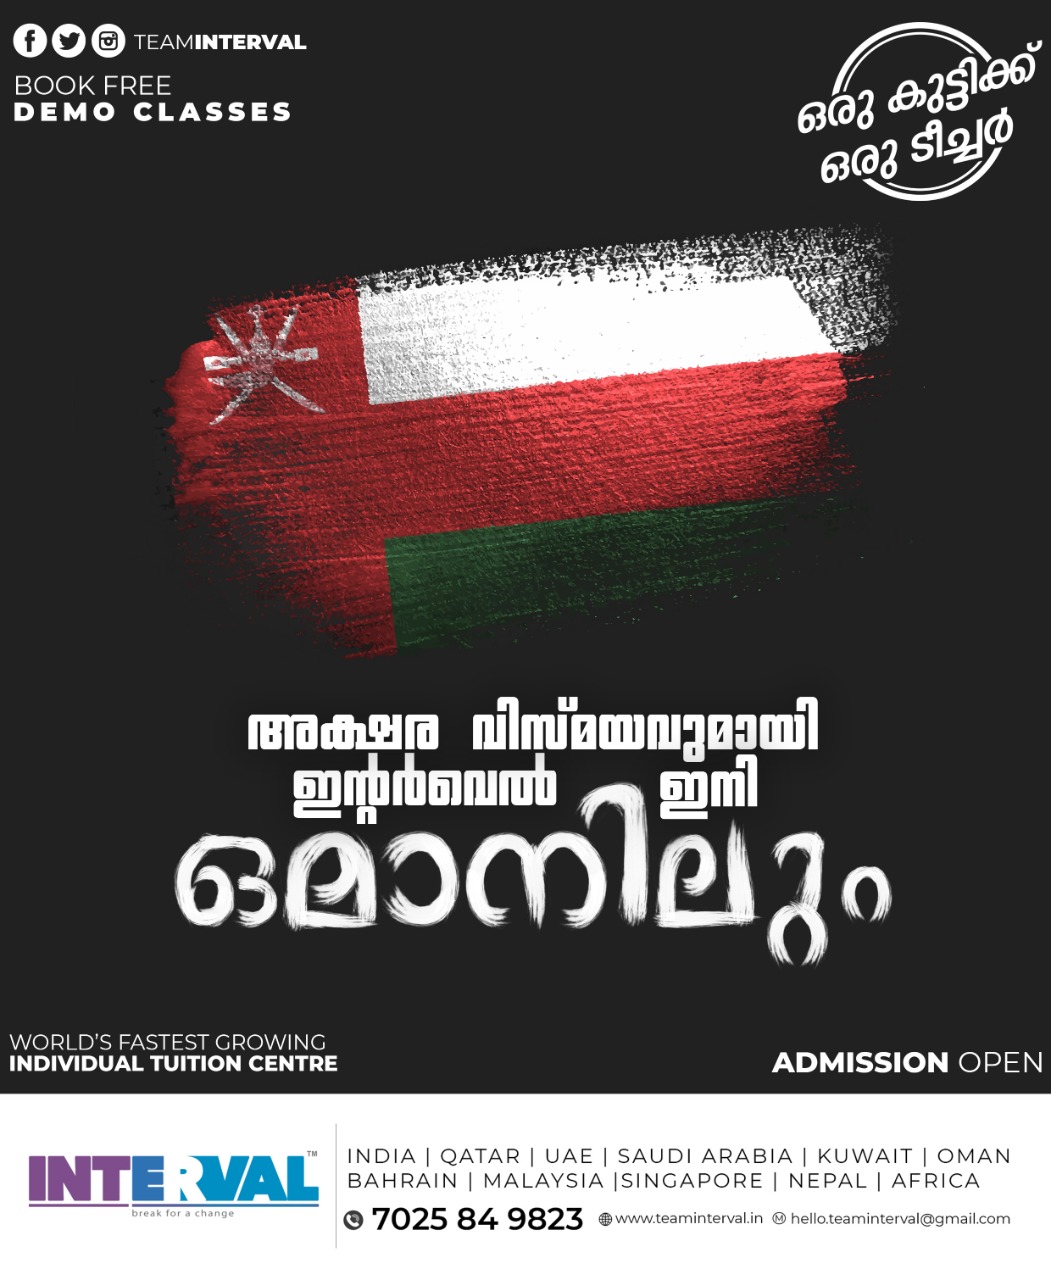 TEAMINTERVAL
BOOK FREE
DEMO CLASSES
ഒരു കുട്ടിക്ക്
ഒരു ടീച്ചർ
അക്ഷര വിസ്മയവുമായി
ഇന്റർവെൽ ഇനി
ഒമാനിലും
WORLD'S FASTEST GROWING
INDIVIDUAL TUITION CENTRE
ADMISSION OPEN
INTERVAL™
break for a change
INDIA | QATAR | UAE | SAUDI ARABIA | KUWAIT | OMAN
BAHRAIN | MALAYSIA |SINGAPORE | NEPAL | AFRICA
7025 84 9823 www.teaminterval.in hello.teaminterval@gmail.com